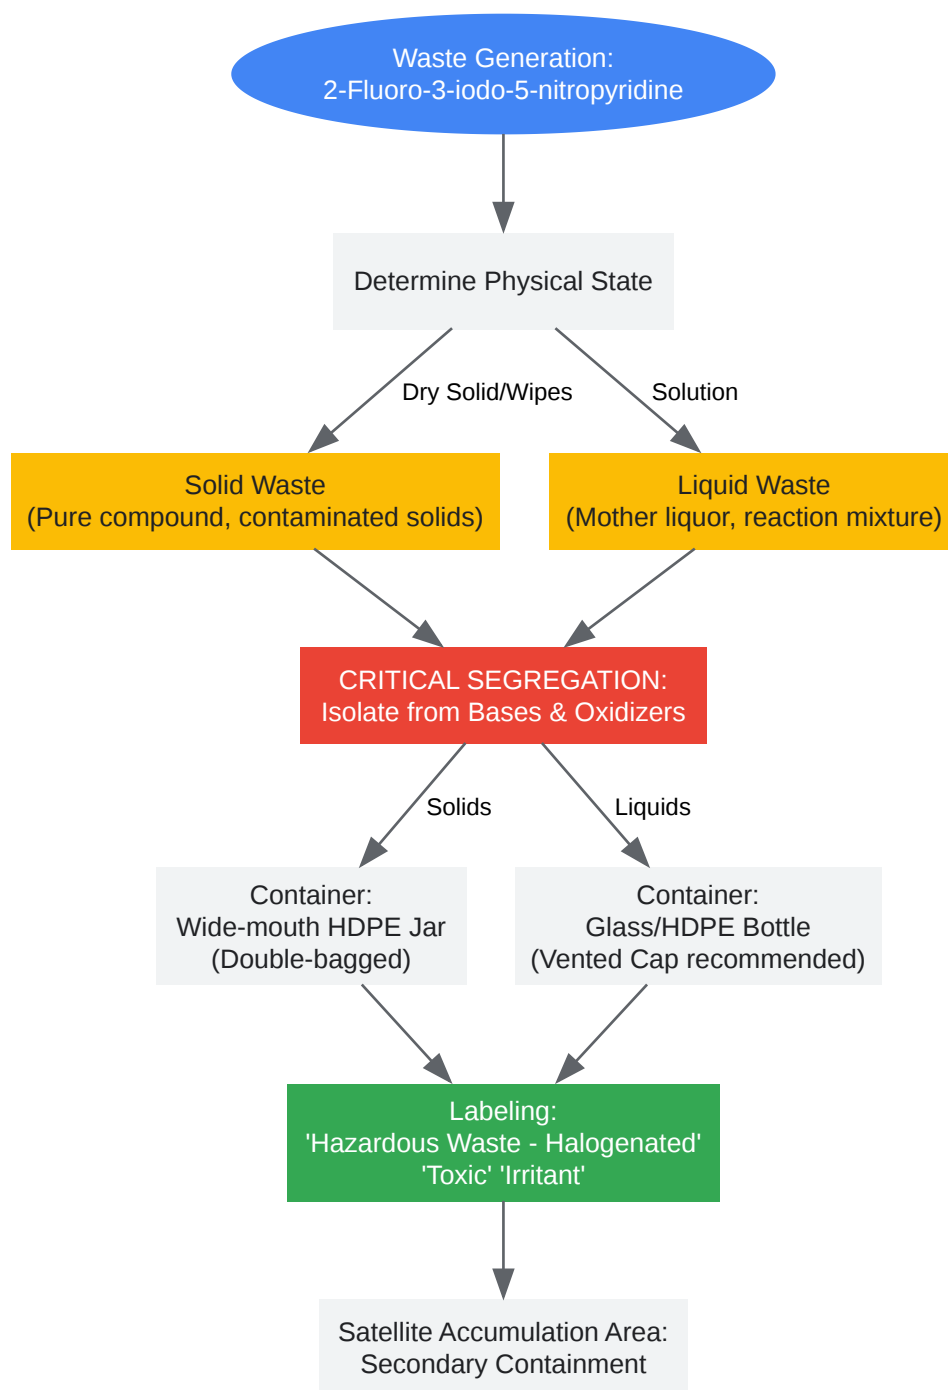 Waste Generation:
2-Fluoro-3-iodo-5-nitropyridine
Determine Physical State
Dry Solid/Wipes
Solution
Solid Waste
(Pure compound, contaminated solids)
Liquid Waste
(Mother liquor, reaction mixture)
CRITICAL SEGREGATION:
Isolate from Bases & Oxidizers
Solids
Liquids
Container:
Wide-mouth HDPE Jar
(Double-bagged)
Container:
Glass/HDPE Bottle
(Vented Cap recommended)
Labeling:
'Hazardous Waste - Halogenated'
'Toxic' 'Irritant'
Satellite Accumulation Area:
Secondary Containment